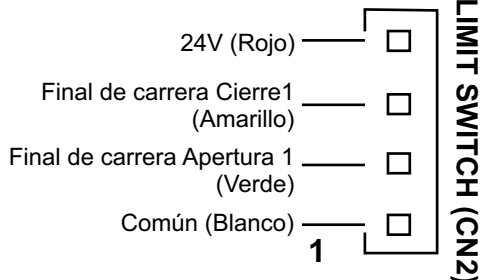 24V (Rojo)
Final de carrera Cierre1
(Amarillo)
Final de carrera Apertura 1
(Verde)
Común (Blanco)
1
LIMIT SWITCH (CN2)